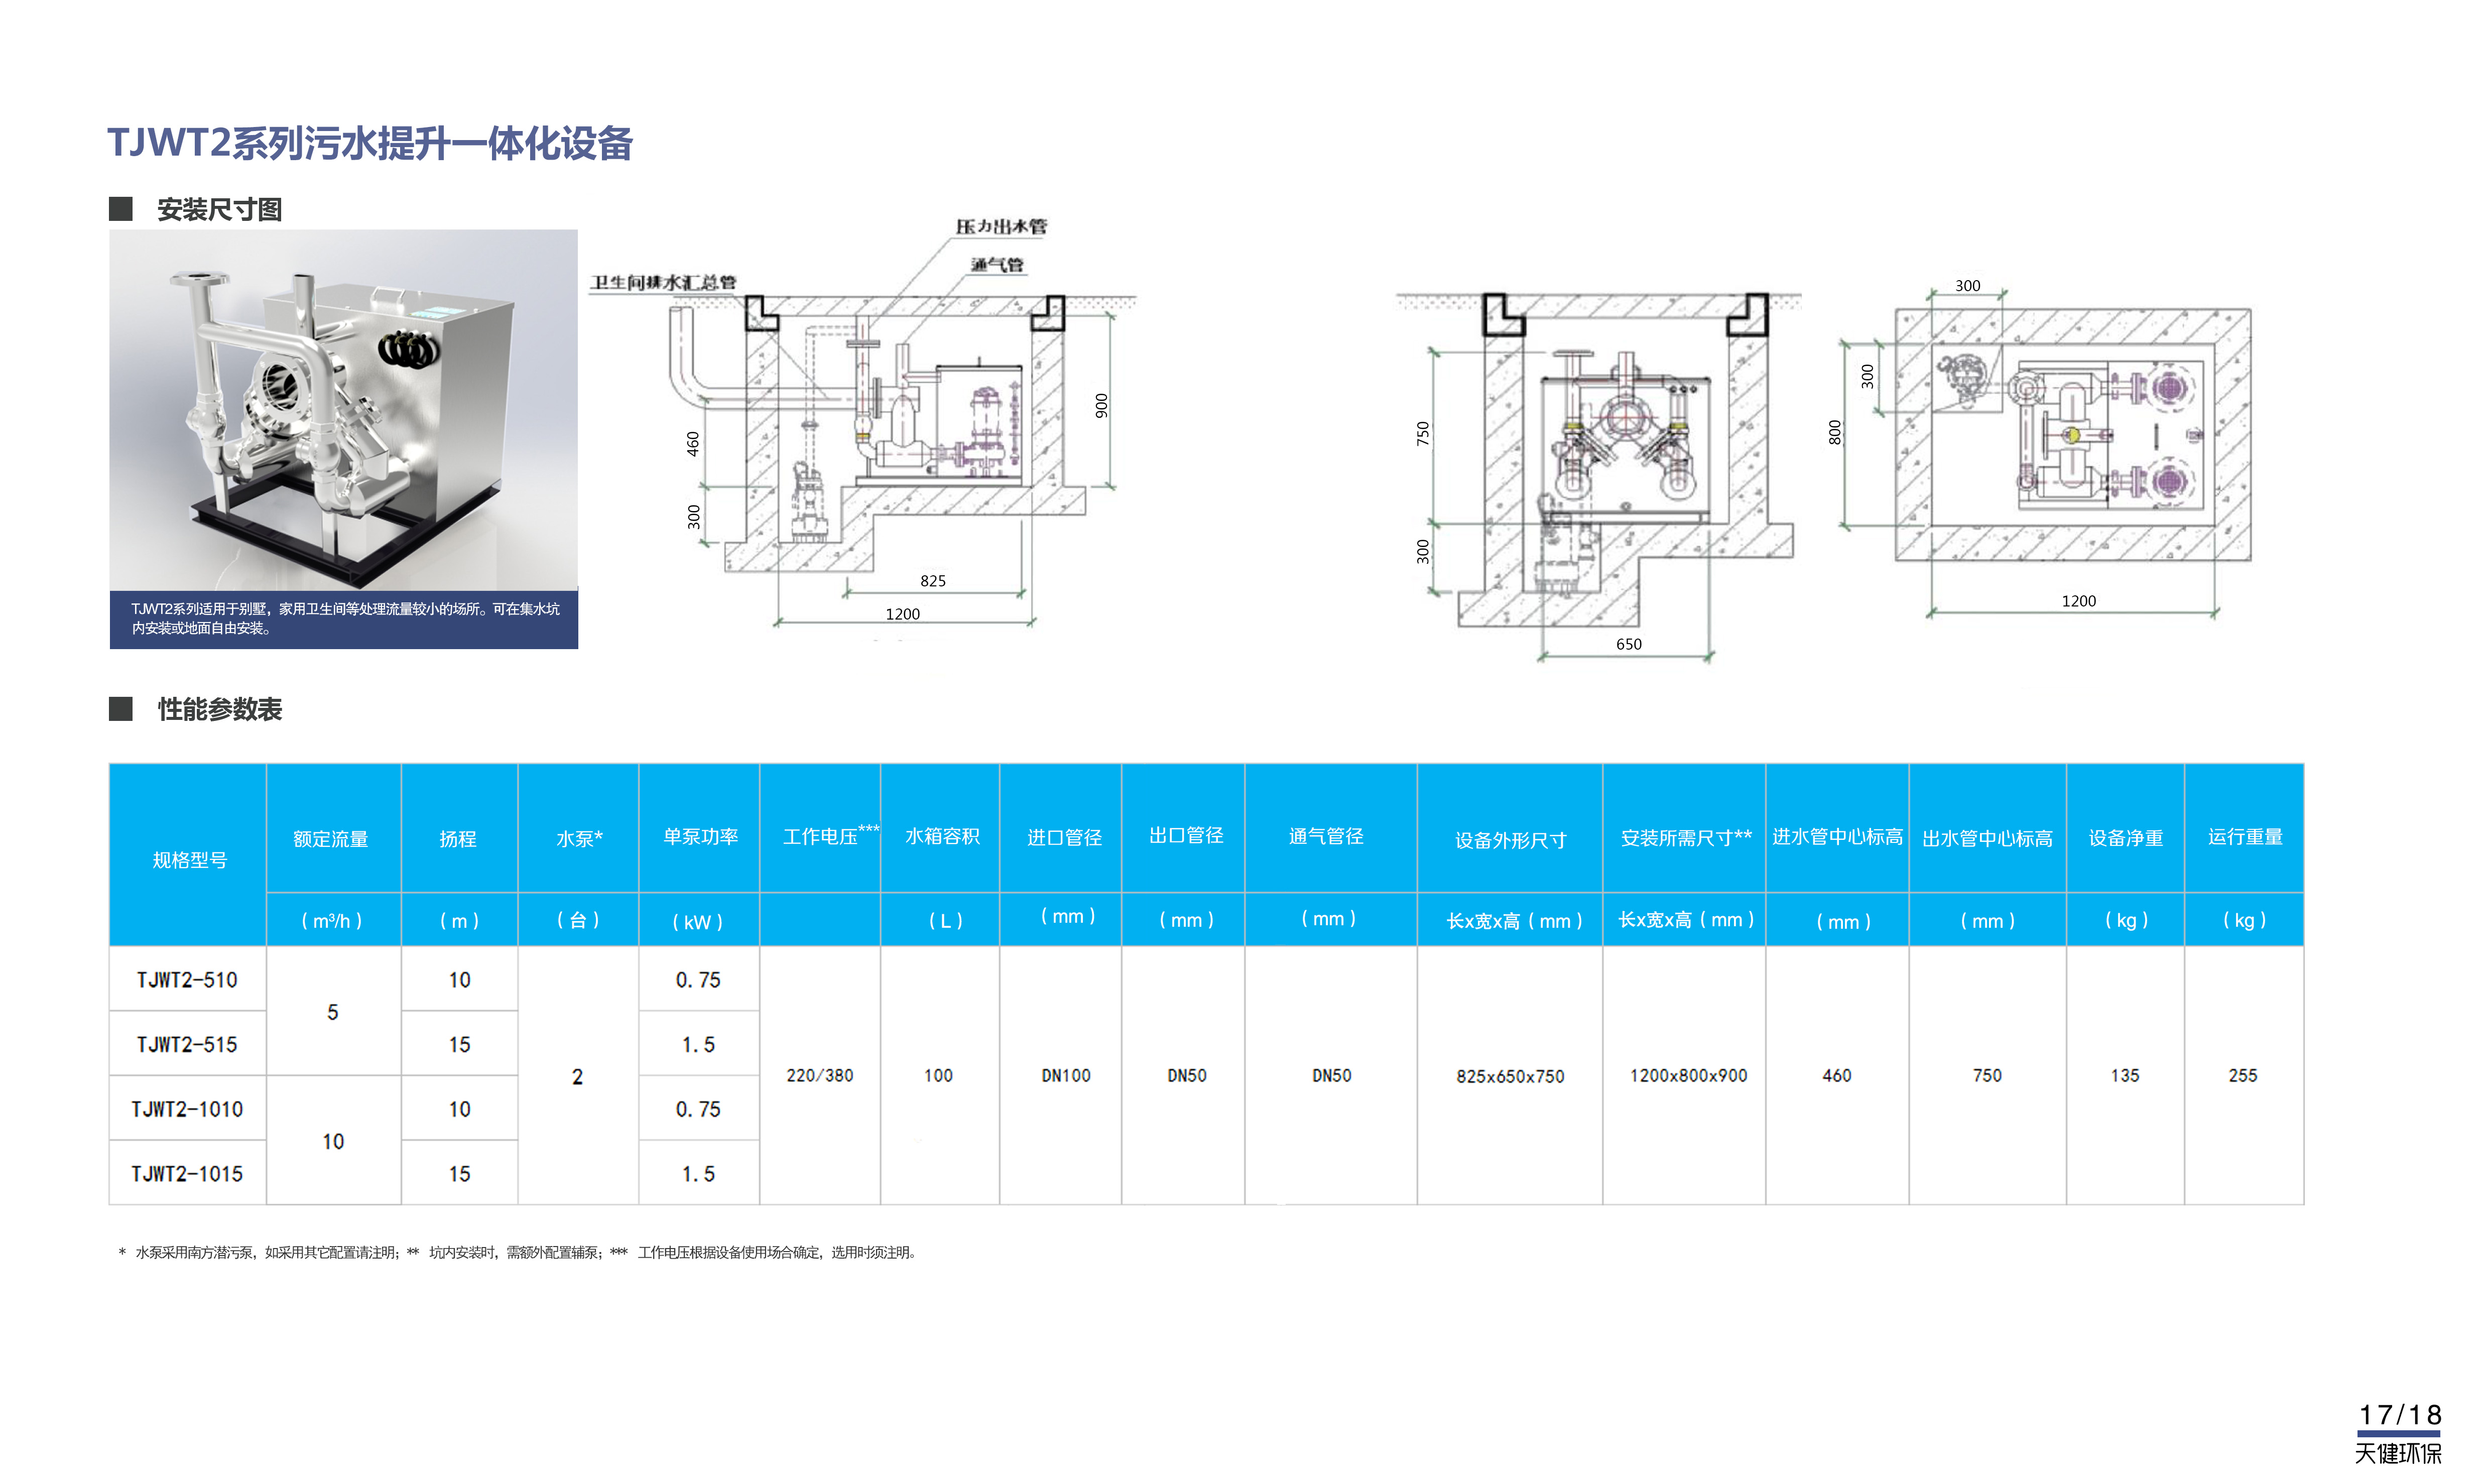 TJWT2系列污水提升一体化设备
安装尺寸图
TJWT2系列适用于别墅，家用卫生间等处理流量较小的场所。可在集水坑
内安装或地面自由安装。
压力出水管
通气管
卫生间排水汇总管
460
300
900
825
1200
750
300
650
300
300
800
1200
性能参数表
规格型号 额定流量 扬程 水泵* 单泵功率 工作电压*** 水箱容积 进口管径 出口管径 通气管径 设备外形尺寸 安装所需尺寸** 进水管中心标高 出水管中心标高 设备净重 运行重量
（m³/h） （m） （台） （kW） （L） （mm） （mm） （mm） 长x宽x高（mm） 长x宽x高（mm） （mm） （mm） （kg） （kg）
TJWT2-510 5 10 2 0.75 220/380 100 DN100 DN50 DN50 825x650x750 1200x800x900 460 750 135 255
TJWT2-515 15 1.5
TJWT2-1010 10 10 0.75
TJWT2-1015 15 1.5
* 水泵采用南方潜污泵，如采用其它配置请注明；** 坑内安装时，需额外配置辅泵；*** 工作电压根据设备使用场合确定，选用时须注明。
17/18
天健环保